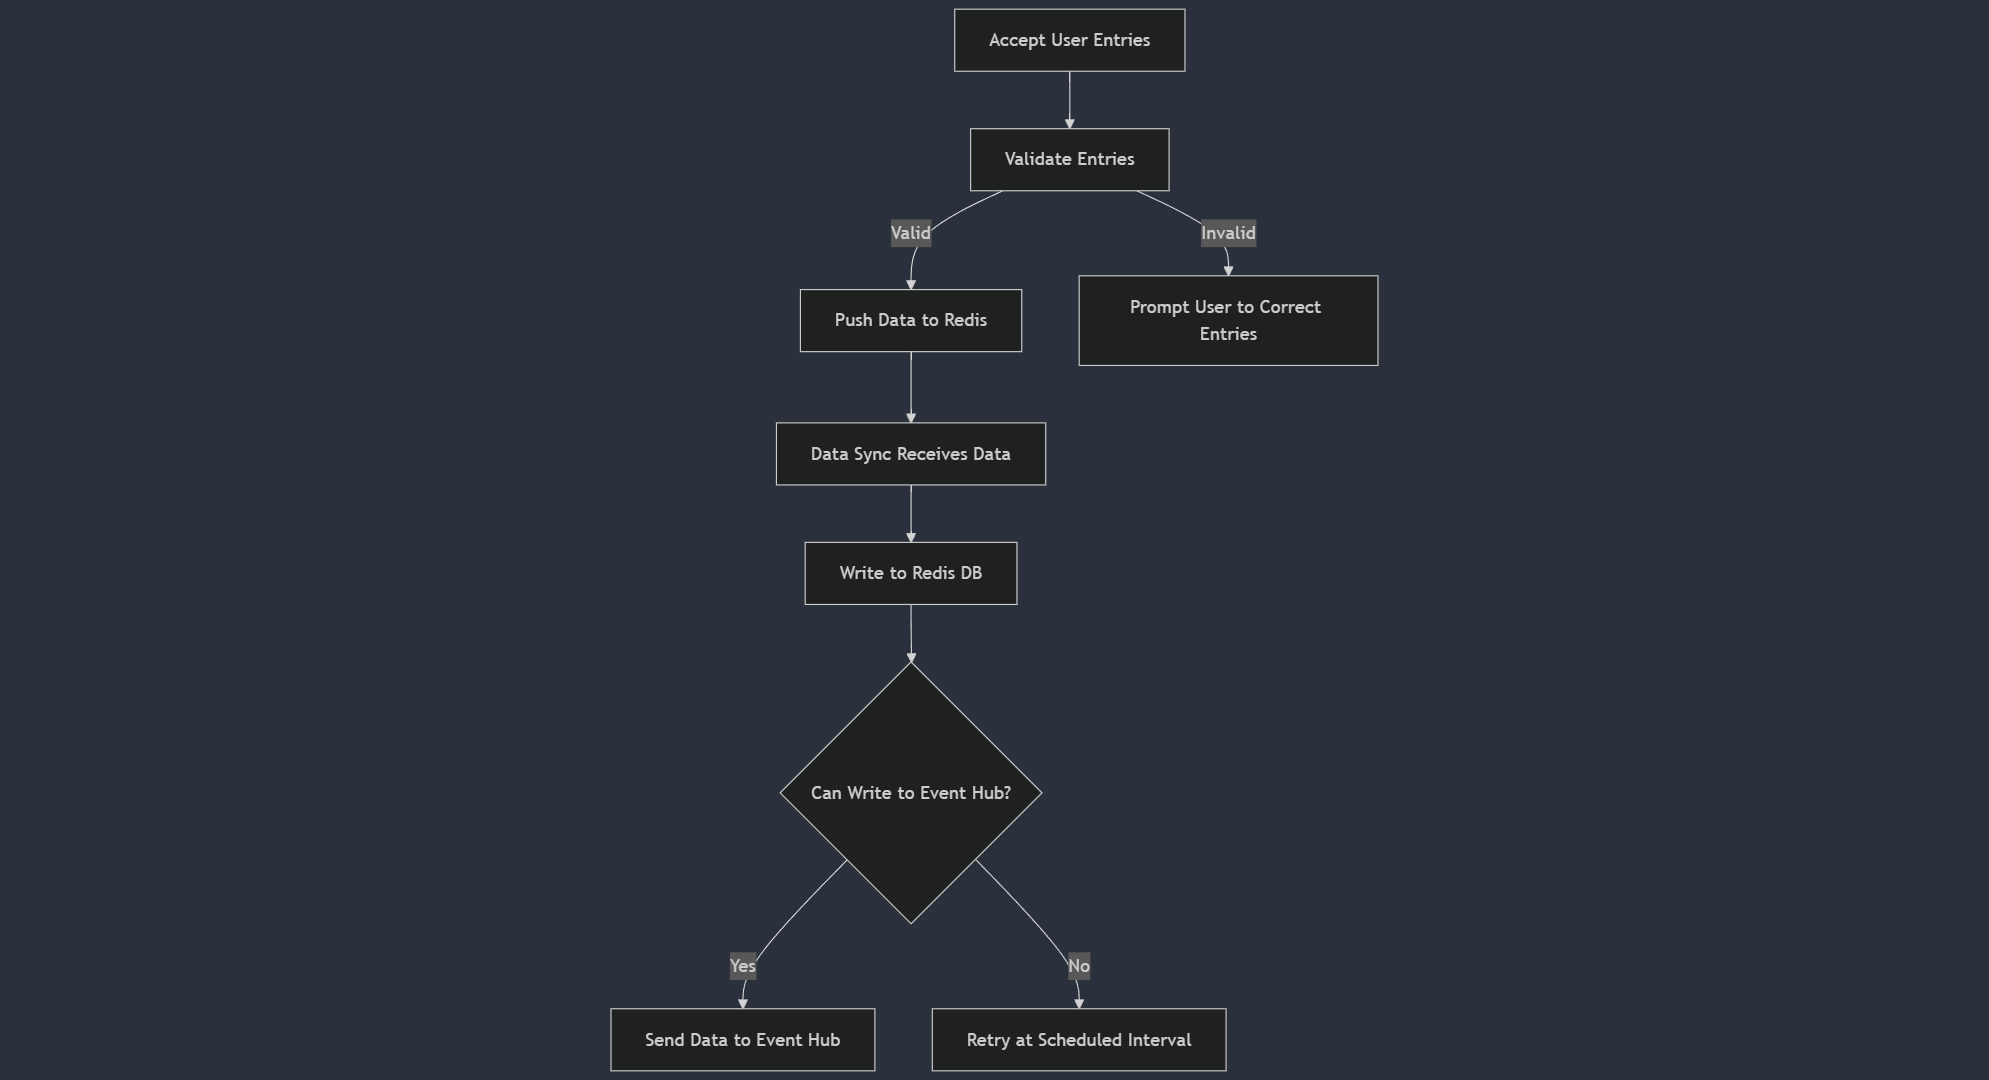 Accept User Entries
Validate Entries
Valid
Invalid
Push Data to Redis
Prompt User to Correct
Entries
Data Sync Receives Data
Write to Redis DB
Can Write to Event Hub?
Yes
No
Send Data to Event Hub
Retry at Scheduled Interval